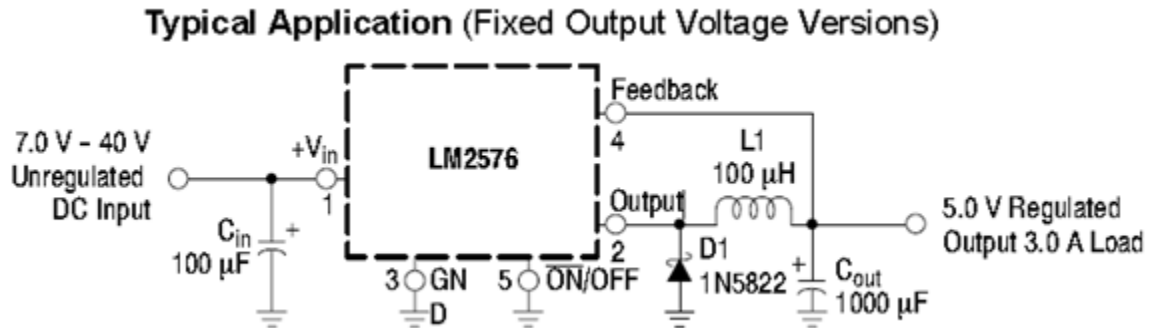 Typical Application (Fixed Output Voltage Versions)
Feedback
4
7.0 V - 40 V
Unregulated
DC Input
+Vin
1
LM2576
L1
100 μH
Output
2
5.0 V Regulated
Output 3.0 A Load
Cin
100 μF
+
3
GN
D
5
ON/OFF
D1
1N5822
+
Cout
1000 μF